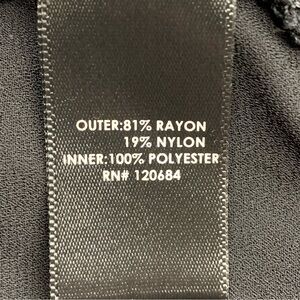 OUTER:81% RAYON
19% NYLON
INNER:100% POLYESTER
RN# 120684